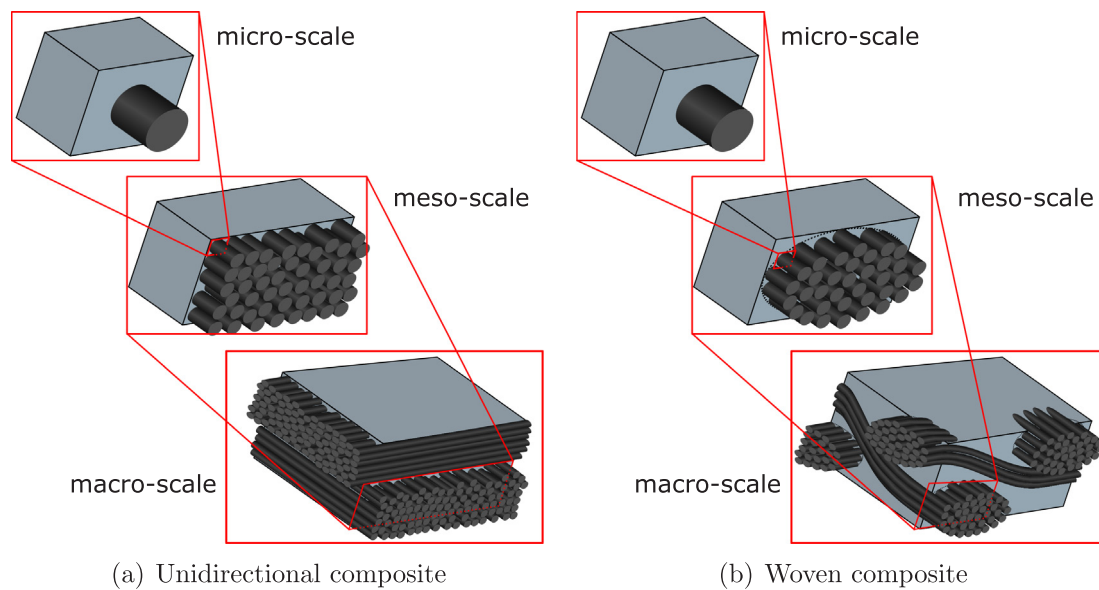 micro-scale
meso-scale
macro-scale
(a) Unidirectional composite
micro-scale
meso-scale
macro-scale
(b) Woven composite